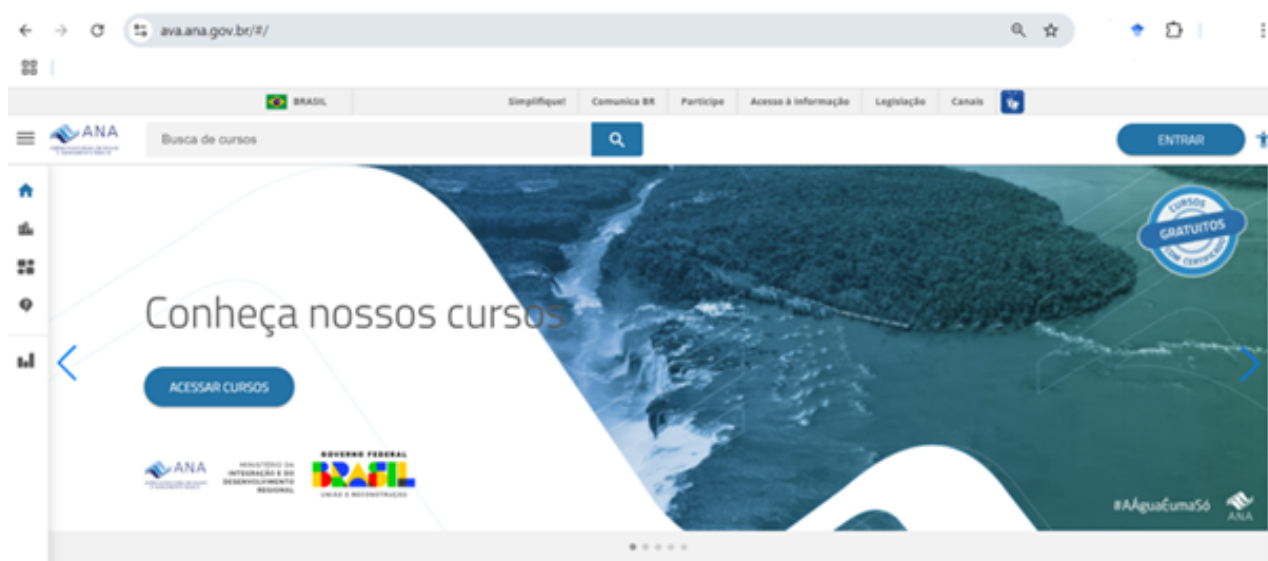 ava.ana.gov.br/#/
BRASIL
Simplifique!
Comunica BR
Participe
Acesso à informação
Legislação
Canais
ANA
Busca de cursos
ENTRAR
CURSOS
GRATUITOS
COM CERTIFICADO
Conheça nossos cursos
ACESSAR CURSOS
ANA
MINISTÉRIO DA
INTEGRAÇÃO E DO
DESENVOLVIMENTO
REGIONAL
GOVERNO FEDERAL
BRASIL
UNIÃO E RECONSTRUÇÃO
#AÁguaÉumaSó
ANA